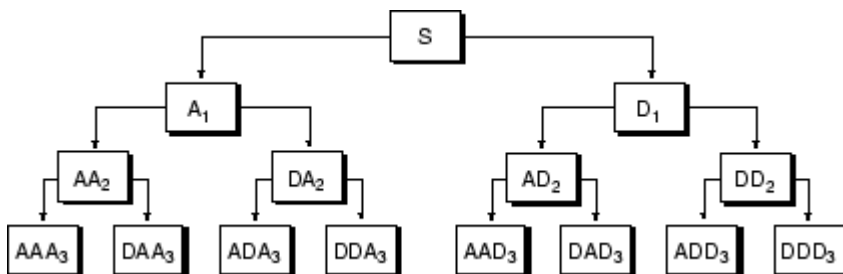 S
A₁ D₁
AA₂ DA₂ AD₂ DD₂
AAA₃ DAA₃ ADA₃ DDA₃ AAD₃ DAD₃ ADD₃ DDD₃